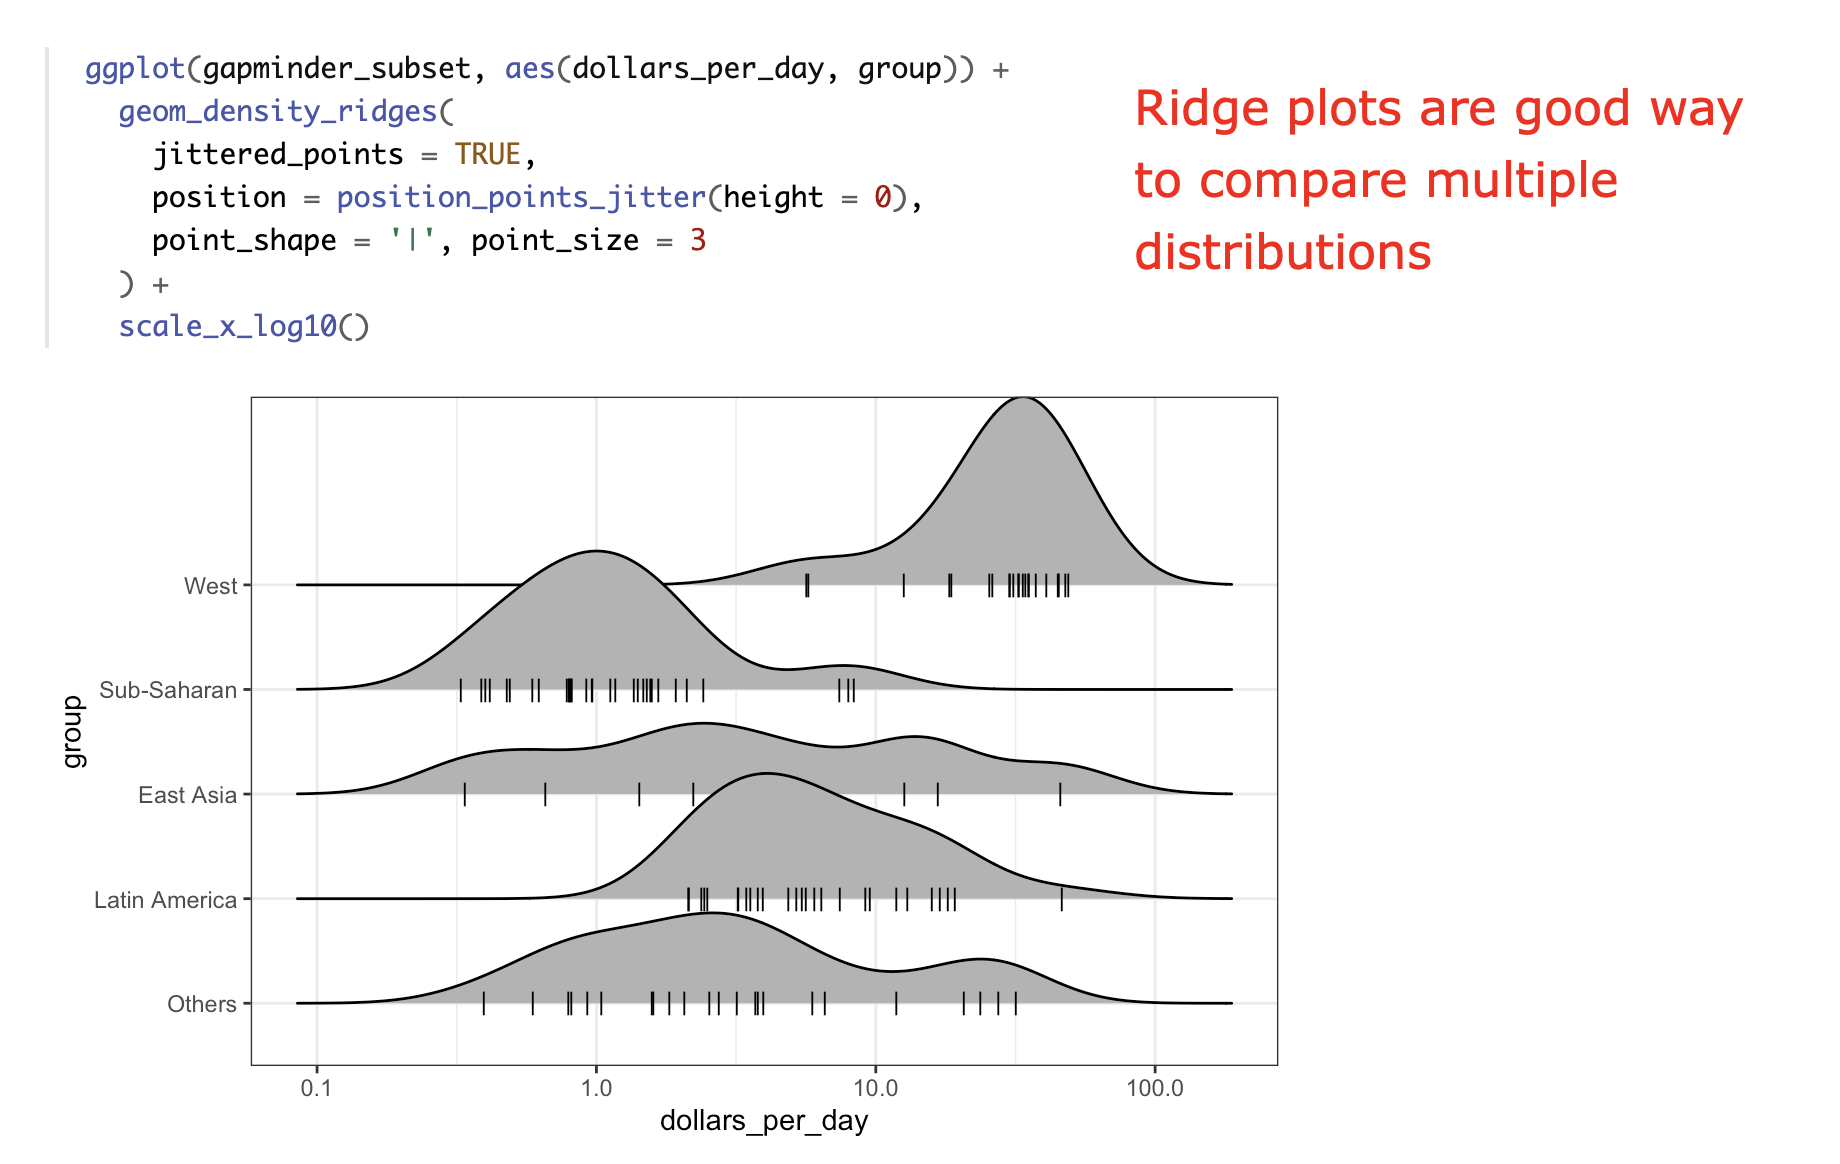 ggplot(gapminder_subset, aes(dollars_per_day, group)) +
  geom_density_ridges(
    jittered_points = TRUE,
    position = position_points_jitter(height = 0),
    point_shape = '|', point_size = 3
  ) +
  scale_x_log10()
Ridge plots are good way
to compare multiple
distributions
group
West
Sub-Saharan
East Asia
Latin America
Others
0.1 1.0 10.0 100.0
dollars_per_day